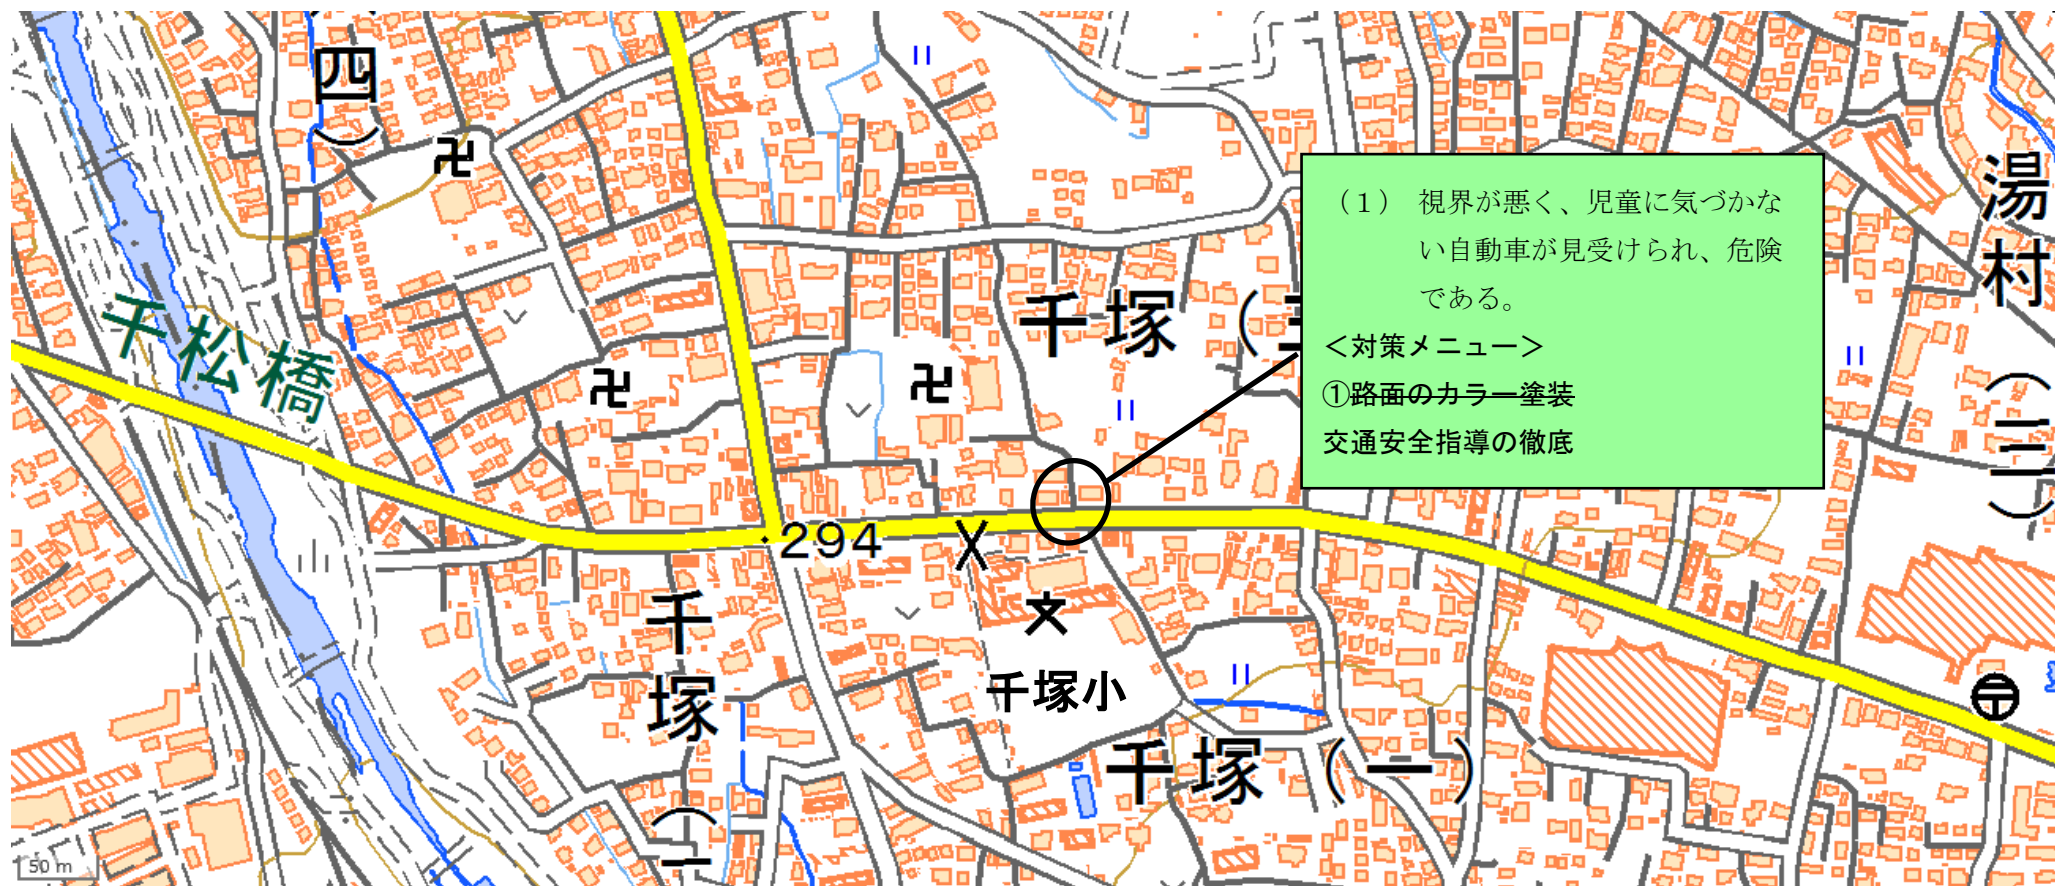 四）
千松橋
千塚（三
湯村（三）
（１） 視界が悪く、児童に気づかな
い自動車が見受けられ、危険
である。
＜対策メニュー＞
①路面のカラー塗装
交通安全指導の徹底
294
千塚（
千塚小
千塚（一）
50 m